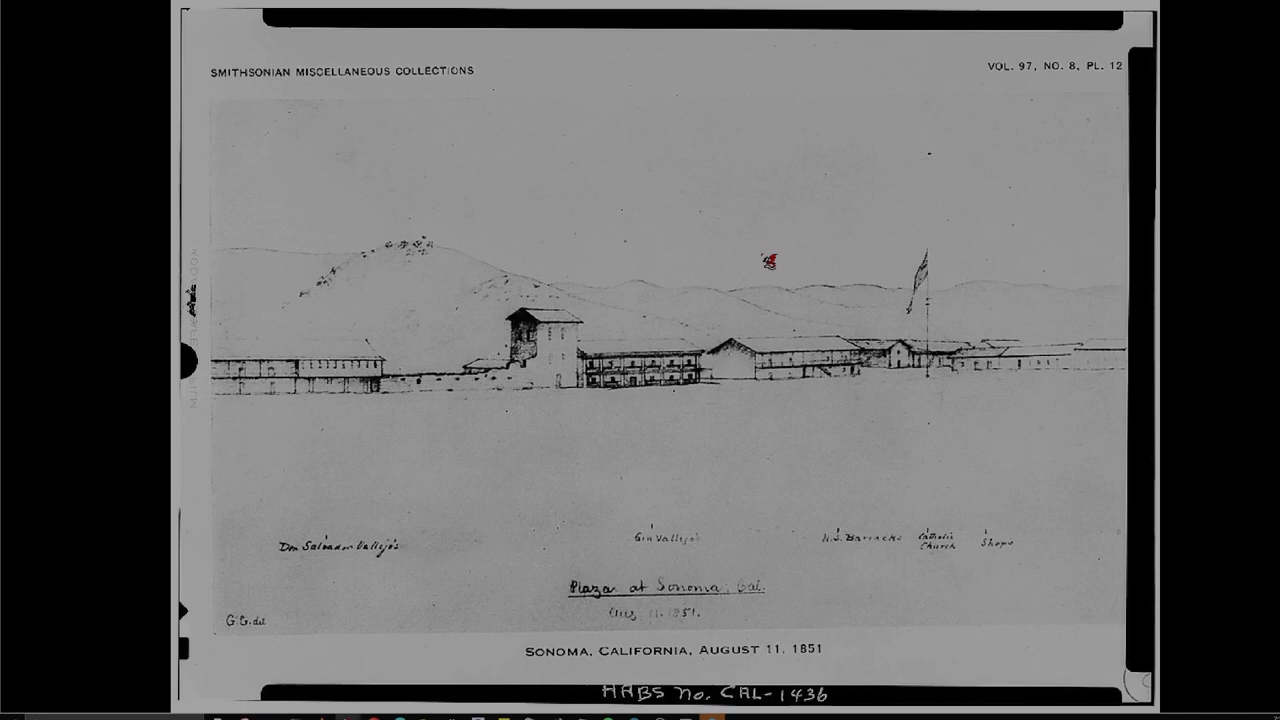 SMITHSONIAN MISCELLANEOUS COLLECTIONS
VOL. 97, NO. 8, PL. 12
Don Salvador Vallejo's
Gen Vallejo's
U.S. Barracks
Catholic
Church
Shops
Plaza at Sonoma, Cal.
Aug 11. 1851.
G.G. del
SONOMA, CALIFORNIA, AUGUST 11, 1851
HABS No. CAL-1436